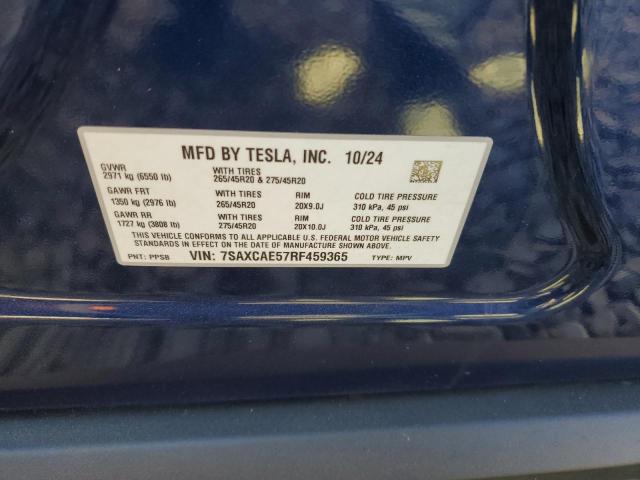 MFD BY TESLA, INC. 10/24
GVWR
2971 kg (6550 lb)
WITH TIRES
265/45R20 & 275/45R20
GAWR FRT
1350 kg (2976 lb)
WITH TIRES
265/45R20
RIM
20X9.0J
COLD TIRE PRESSURE
310 kPa, 45 psi
GAWR RR
1727 kg (3808 lb)
WITH TIRES
275/45R20
RIM
20X10.0J
COLD TIRE PRESSURE
310 kPa, 45 psi
THIS VEHICLE CONFORMS TO ALL APPLICABLE U.S. FEDERAL MOTOR VEHICLE SAFETY
STANDARDS IN EFFECT ON THE DATE OF MANUFACTURE SHOWN ABOVE.
PNT: PPSB VIN: 7SAXCAE57RF459365 TYPE: MPV